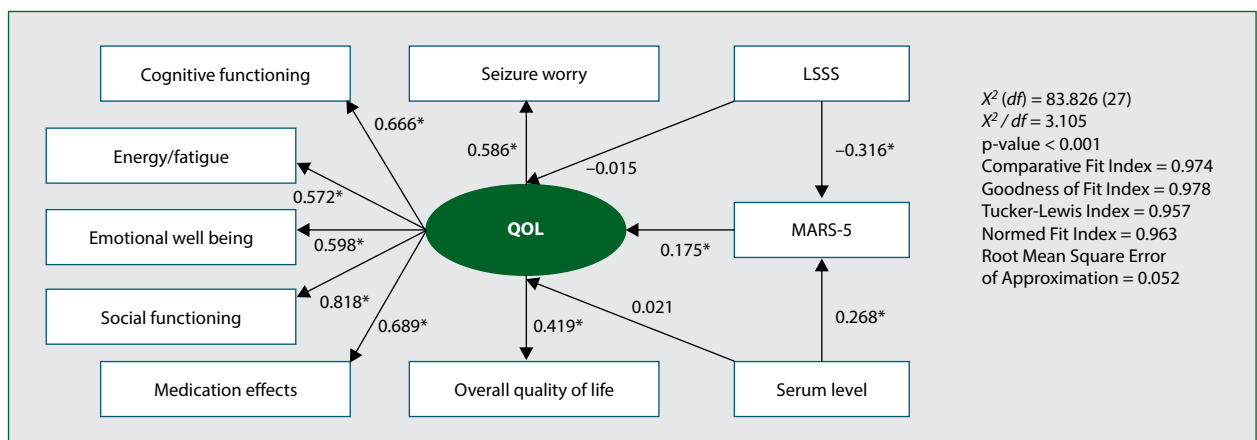 Cognitive functioning
Seizure worry
LSSS
0.666*
Energy/fatigue
0.586*
–0.015
–0.316*
0.572*
Emotional well being
0.598*
QOL
0.175*
MARS-5
Social functioning
0.818*
0.689*
0.419*
0.021
0.268*
Medication effects
Overall quality of life
Serum level
X² (df) = 83.826 (27)
X² / df = 3.105
p-value < 0.001
Comparative Fit Index = 0.974
Goodness of Fit Index = 0.978
Tucker-Lewis Index = 0.957
Normed Fit Index = 0.963
Root Mean Square Error
of Approximation = 0.052